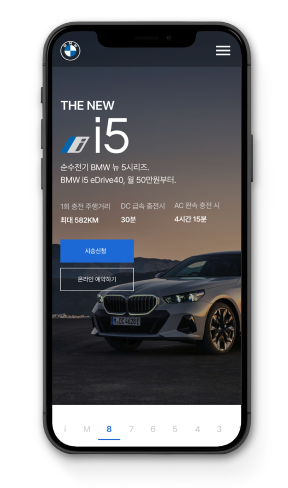 THE NEW
i5
순수전기 BMW 뉴 5시리즈.
BMW i5 eDrive40, 월 50만원부터.
1회 충전 주행거리 DC 급속 충전시 AC 완속 충전 시
최대 582KM 30분 4시간 15분
시승신청
온라인 예약하기
i M 8 7 6 5 4 3